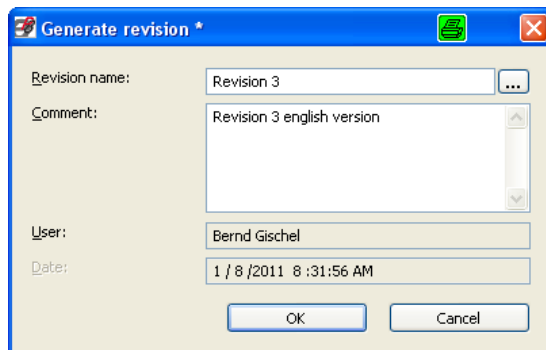 Generate revision *
Revision name:
Revision 3
...
Comment:
Revision 3 english version
User:
Bernd Gischel
Date:
1 / 8 /2011  8 :31:56 AM
OK
Cancel